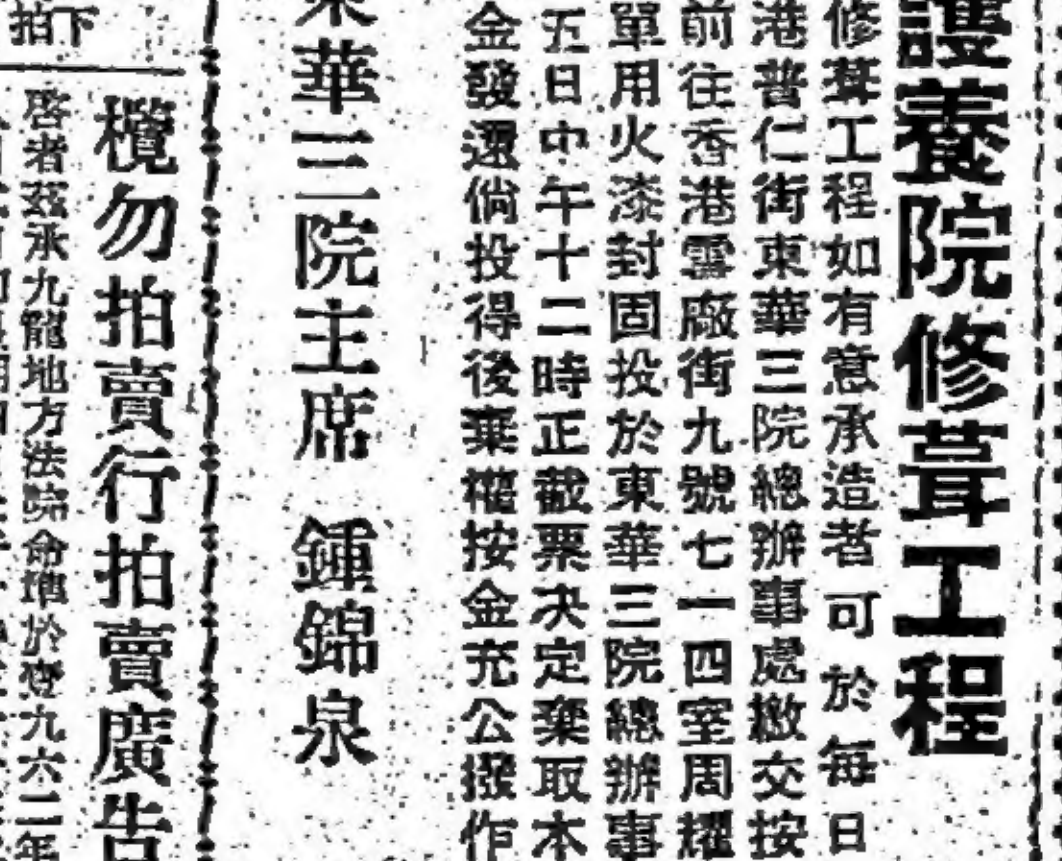 護養院修葺工程
修葺工程如有意承造者可於每日
港普仁街東華三院總辦事處繳交按
前往香港雪廠街九號七一四室周耀
單用火漆封固投於東華三院總辦事
五日中午十二時正截票決定棄取本
金發還倘投得後棄權按金充公撥作
東華三院主席 鍾錦泉
下
拍
欖勿拍賣行拍賣廣告
啓者茲承九龍地方法院命准於壹九六二年